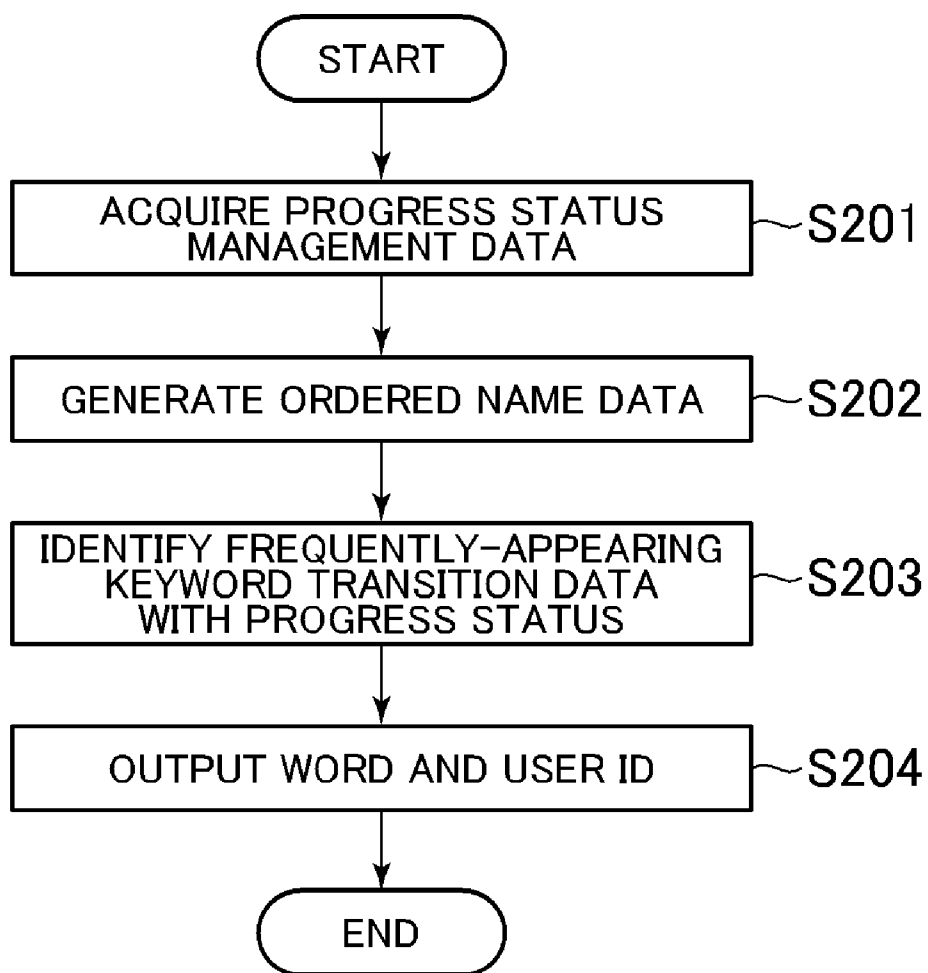 START
ACQUIRE PROGRESS STATUS
MANAGEMENT DATA
S201
GENERATE ORDERED NAME DATA
S202
IDENTIFY FREQUENTLY-APPEARING
KEYWORD TRANSITION DATA
WITH PROGRESS STATUS
S203
OUTPUT WORD AND USER ID
S204
END